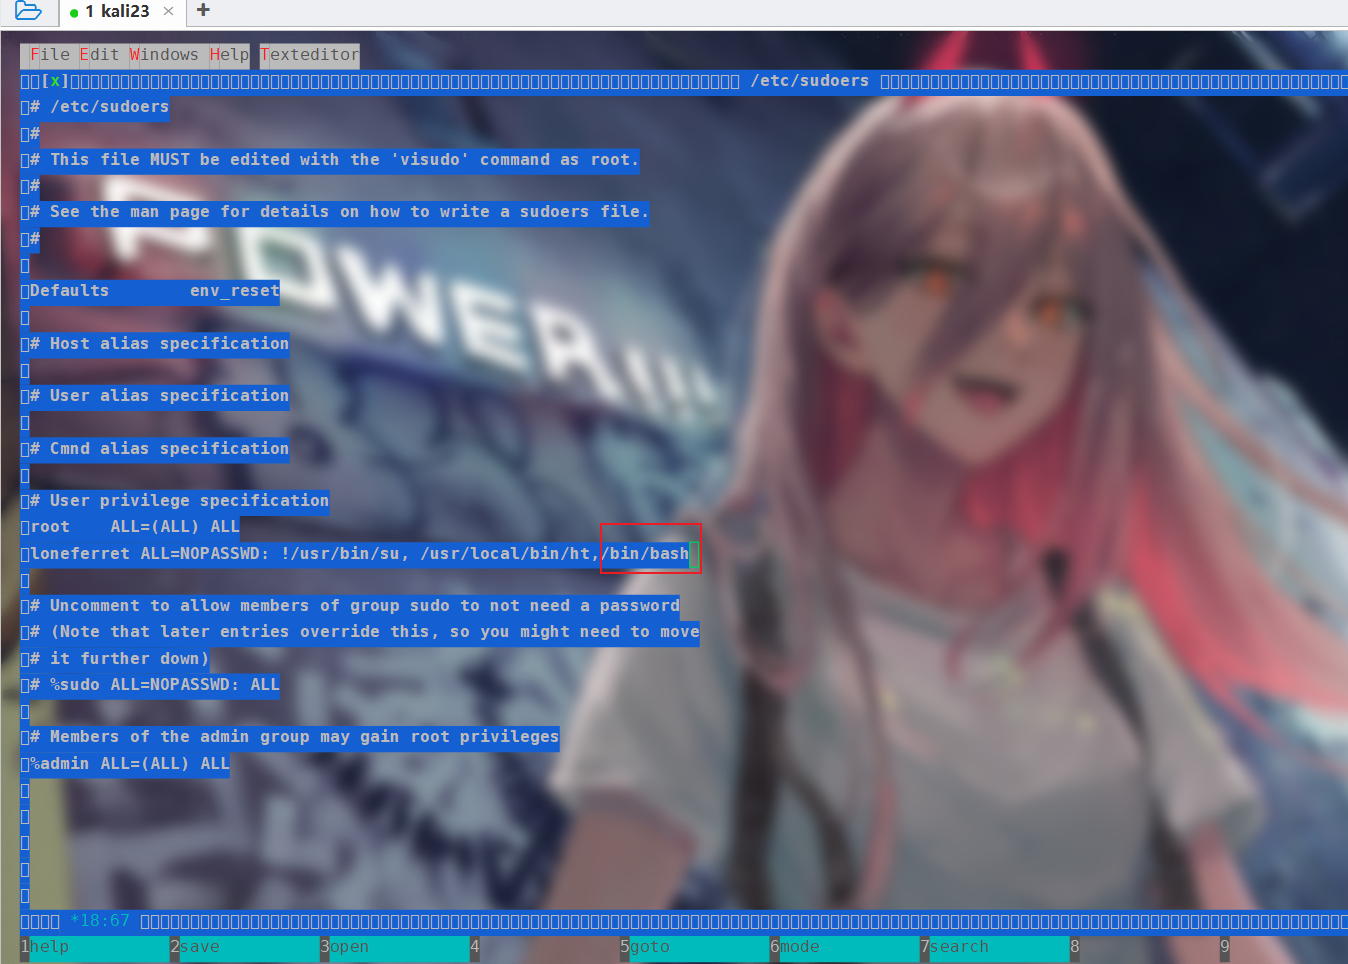 1 kali23 × +
File Edit Windows Help Texteditor
[x] /etc/sudoers
# /etc/sudoers
#
# This file MUST be edited with the 'visudo' command as root.
#
# See the man page for details on how to write a sudoers file.
#
Defaults env_reset
# Host alias specification
# User alias specification
# Cmnd alias specification
# User privilege specification
root ALL=(ALL) ALL
loneferret ALL=NOPASSWD: !/usr/bin/su, /usr/local/bin/ht,/bin/bash
# Uncomment to allow members of group sudo to not need a password
# (Note that later entries override this, so you might need to move
# it further down)
# %sudo ALL=NOPASSWD: ALL
# Members of the admin group may gain root privileges
%admin ALL=(ALL) ALL
*18:67
1help 2save 3open 4 5goto 6mode 7search 8 9
POWER!!!